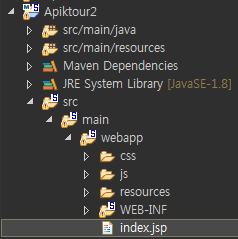 Apiktour2
src/main/java
src/main/resources
Maven Dependencies
JRE System Library [JavaSE-1.8]
src
main
webapp
css
js
resources
WEB-INF
index.jsp